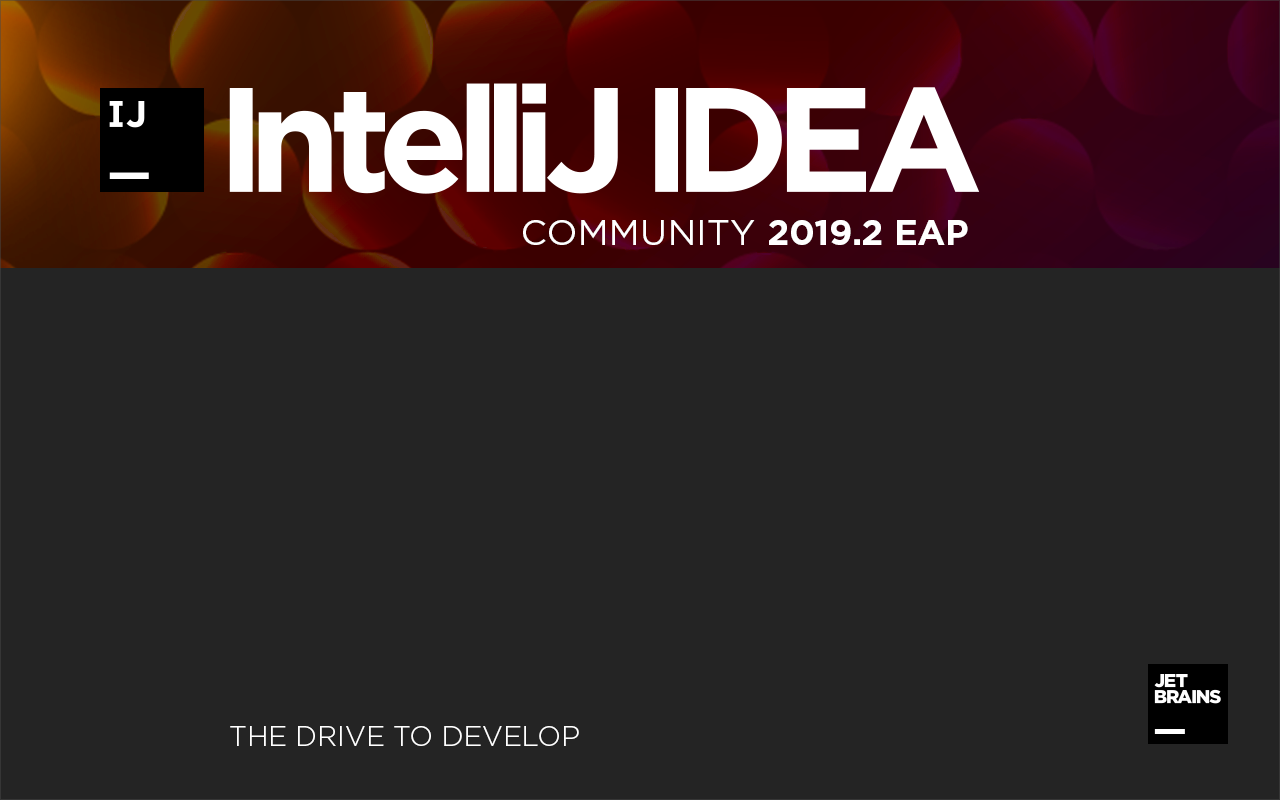 IJ
IntelliJ IDEA
COMMUNITY 2019.2 EAP
JET
BRAINS
THE DRIVE TO DEVELOP